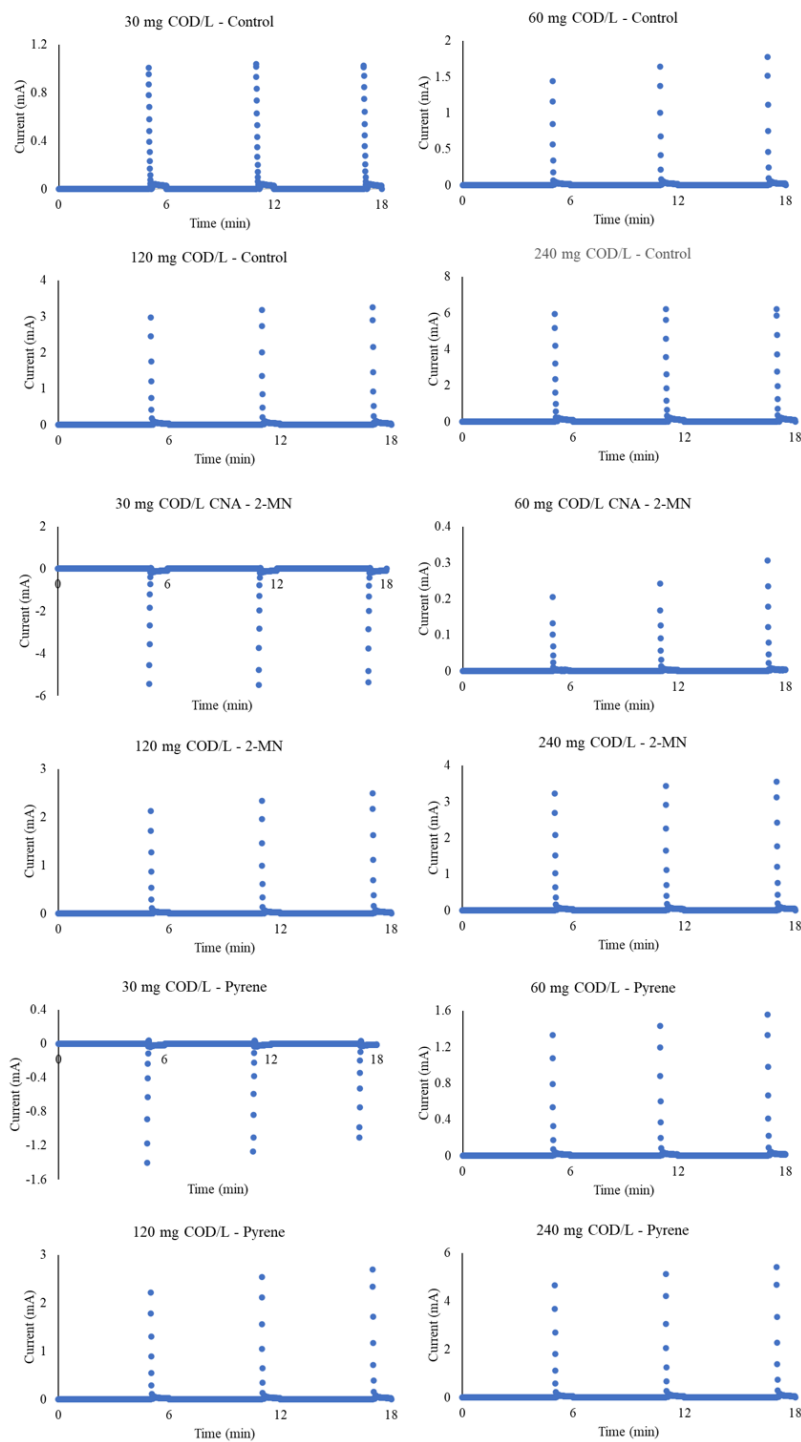 30 mg COD/L - Control
1.2
0.8
0.4
0
Current (mA)
0
6
12
18
Time (min)
60 mg COD/L - Control
2
1.5
1
0.5
0
Current (mA)
0
6
12
18
Time (min)
120 mg COD/L - Control
4
3
2
1
0
Current (mA)
0
6
12
18
Time (min)
240 mg COD/L - Control
8
6
4
2
0
Current (mA)
0
6
12
18
Time (min)
30 mg COD/L CNA - 2-MN
2
0
-2
-4
-6
Current (mA)
0
6
12
18
Time (min)
60 mg COD/L CNA - 2-MN
0.4
0.3
0.2
0.1
0
Current (mA)
0
6
12
18
Time (min)
120 mg COD/L - 2-MN
3
2
1
0
Current (mA)
0
6
12
18
Time (min)
240 mg COD/L - 2-MN
4
3
2
1
0
Current (mA)
0
6
12
18
Time (min)
30 mg COD/L - Pyrene
0.4
0
-0.4
-0.8
-1.2
-1.6
Current (mA)
0
6
12
18
Time (min)
60 mg COD/L - Pyrene
1.6
1.2
0.8
0.4
0
Current (mA)
0
6
12
18
Time (min)
120 mg COD/L - Pyrene
3
2
1
0
Current (mA)
0
6
12
18
Time (min)
240 mg COD/L - Pyrene
6
4
2
0
Current (mA)
0
6
12
18
Time (min)